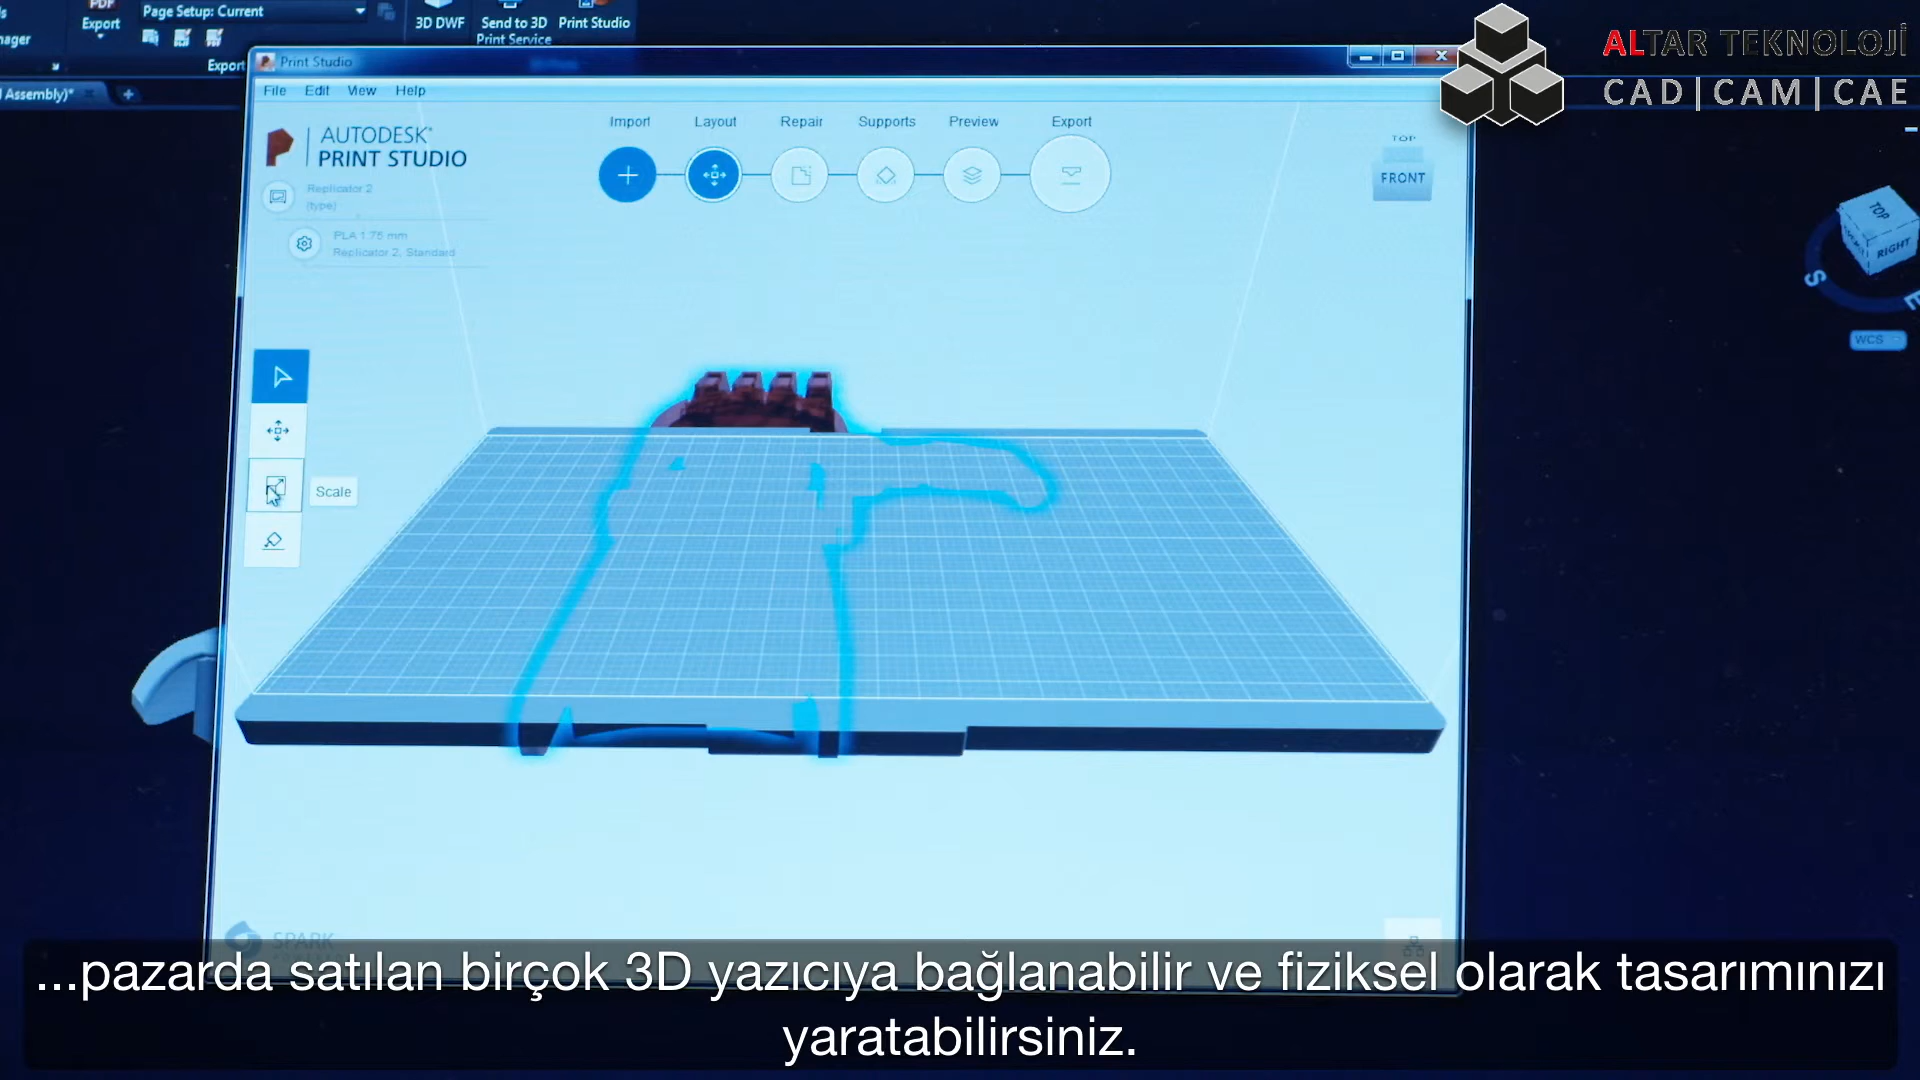 Page Setup: Current
PDF
Export
3D DWF
Send to 3D
Print Service
Print Studio
Export
Assembly)*
Print Studio
File Edit View Help
AUTODESK
PRINT STUDIO
Import Layout Repair Supports Preview Export
TOP
FRONT
Replicator 2
(type)
PLA 1.75 mm
Replicator 2, Standard
Scale
TOP
RIGHT
S
E
WCS
SPARK
ALTAR TEKNOLOJİ
CAD|CAM|CAE
...pazarda satılan birçok 3D yazıcıya bağlanabilir ve fiziksel olarak tasarımınızı
yaratabilirsiniz.